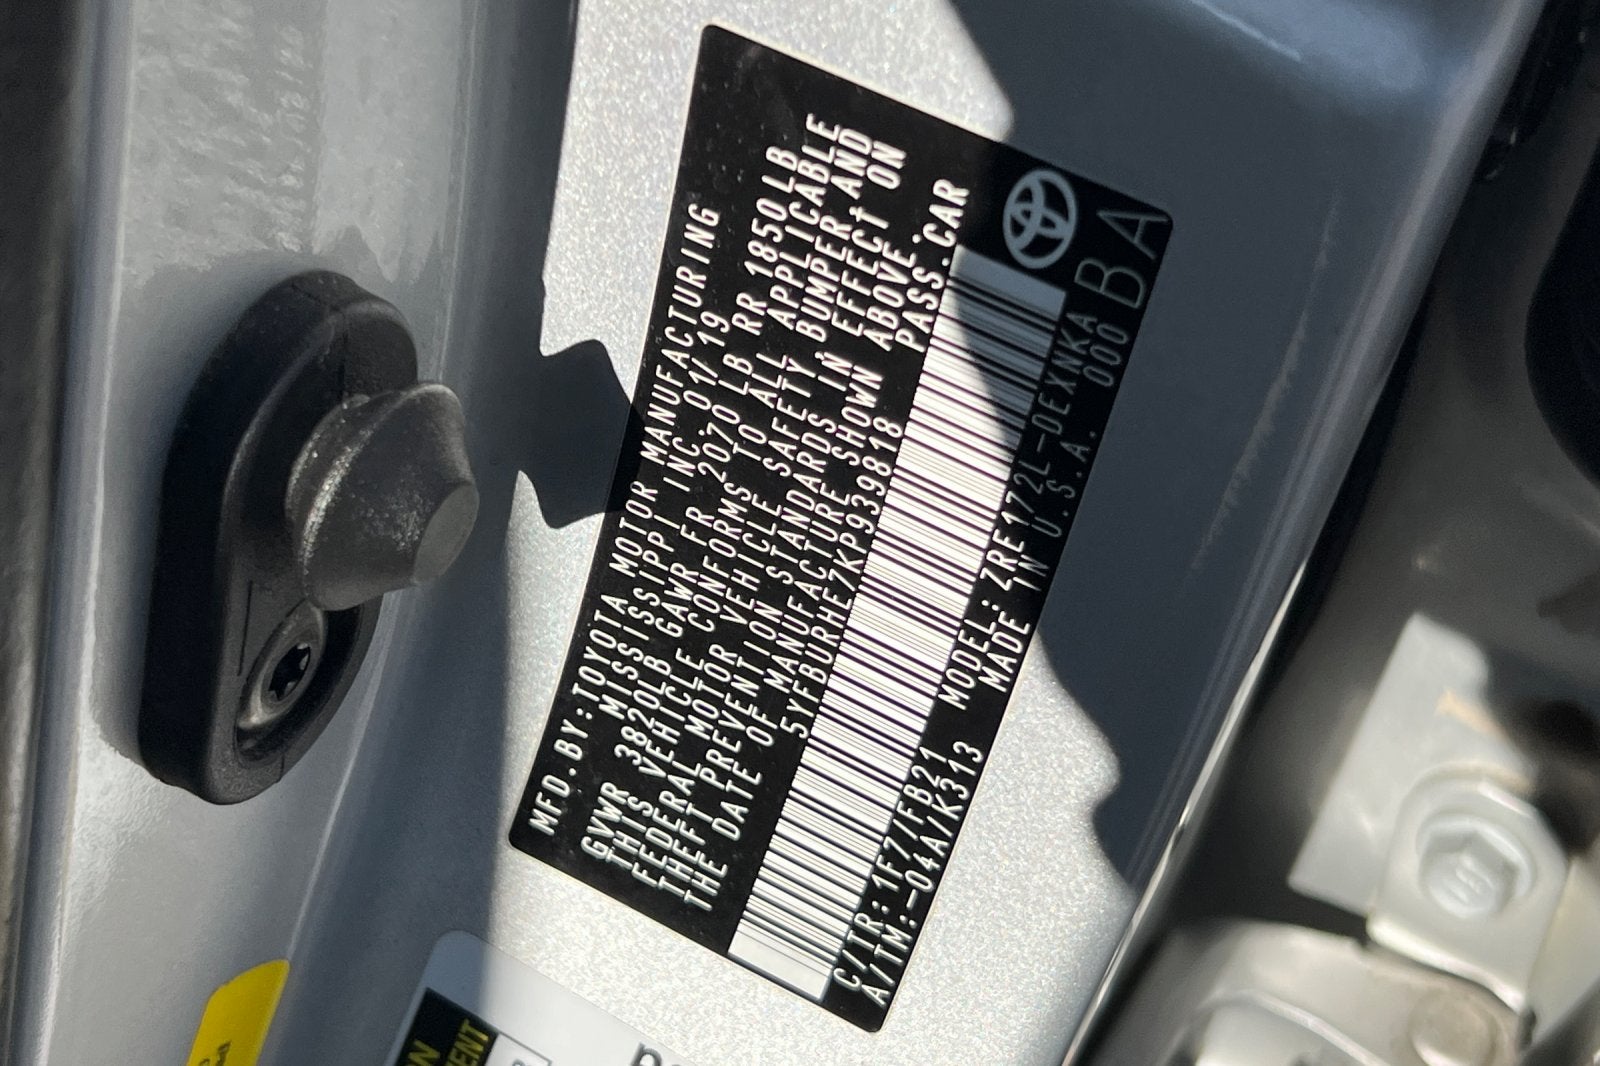 MFD.BY:TOYOTA MOTOR MANUFACTURING
MISSISSIPPI INC. 01/19
GVWR 3820LB GAWR FR 2070 LB RR 1850LB
THIS VEHICLE CONFORMS TO ALL APPLICABLE
FEDERAL MOTOR VEHICLE SAFETY BUMPER AND
THEFT PREVENTION STANDARDS IN EFFECT ON
THE DATE OF MANUFACTURE SHOWN ABOVE.
5YFBURHE7KP939818 PASS.CAR
C/TR:1F7/FB21 MODEL:ZRE172L-DEXNKA
A/TM:-04A/K313 MADE IN U.S.A. 000 BA